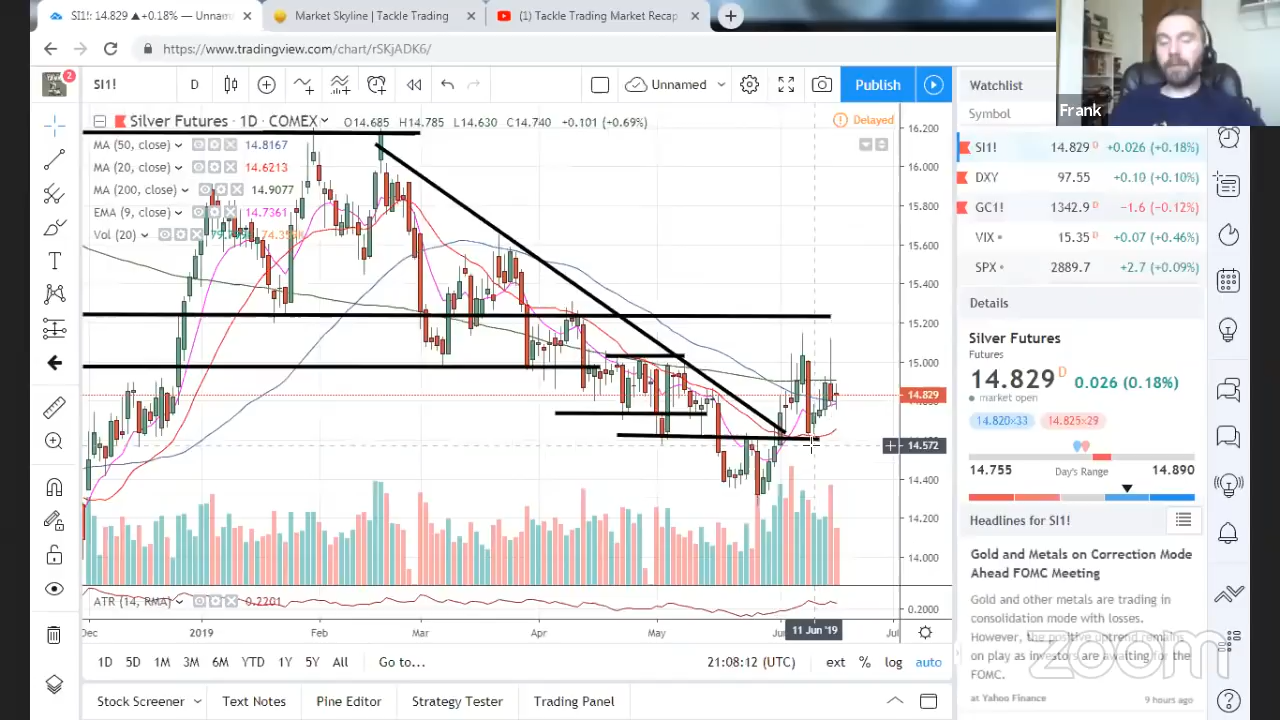 SI1! : 14.829 ▲+0.18% — Unnam
Market Skyline | Tackle Trading
(1) Tackle Trading Market Recap
https://www.tradingview.com/chart/rSKjADK6/
Frank
2
SI1!
D
Unnamed
Publish
Silver Futures · 1D · COMEX
O14.685 H14.785 L14.630 C14.740 +0.101 (+0.69%)
Delayed
MA (50, close) 14.8167
MA (20, close) 14.6213
MA (200, close) 14.9077
EMA (9, close) 14.7361
Vol (20)
16.200
16.000
15.800
15.600
15.400
15.200
15.000
14.829
14.572
14.400
14.200
14.000
ATR (14, RMA) 0.2201
0.2000
Dec
2019
Feb
Mar
Apr
May
11 Jun '19
Jul
1D 5D 1M 3M 6M YTD 1Y 5Y All Go to...
21:08:12 (UTC) ext % log auto
Stock Screener Text Notes Pine Editor Strategy Tester Trading Panel
Watchlist
Symbol
SI1! 14.829 D +0.026 (+0.18%)
DXY 97.55 D +0.10 (+0.10%)
GC1! 1342.9 D −1.6 (−0.12%)
VIX 15.35 D +0.07 (+0.46%)
SPX 2889.7 +2.7 (+0.09%)
Details
Silver Futures
Futures
14.829 D 0.026 (0.18%)
market open
14.820×33 14.825×29
14.755 Day's Range 14.890
Headlines for SI1!
Gold and Metals on Correction Mode
Ahead FOMC Meeting
Gold and other metals are trading in
consolidation mode with losses.
However, the positive uptrend remains
on play as investors are awaiting for the
FOMC.
at Yahoo Finance 9 hours ago
zoom